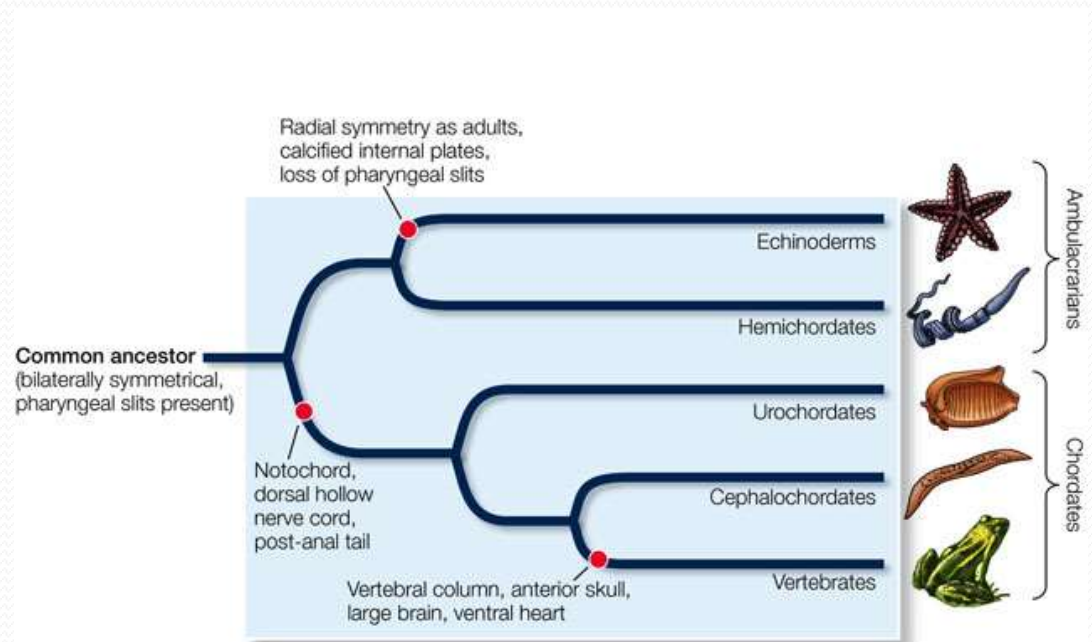 Radial symmetry as adults,
calcified internal plates,
loss of pharyngeal slits
Echinoderms
Hemichordates
Ambulacrarians
Common ancestor
(bilaterally symmetrical,
pharyngeal slits present)
Urochordates
Notochord,
dorsal hollow
nerve cord,
post-anal tail
Cephalochordates
Chordates
Vertebrates
Vertebral column, anterior skull,
large brain, ventral heart